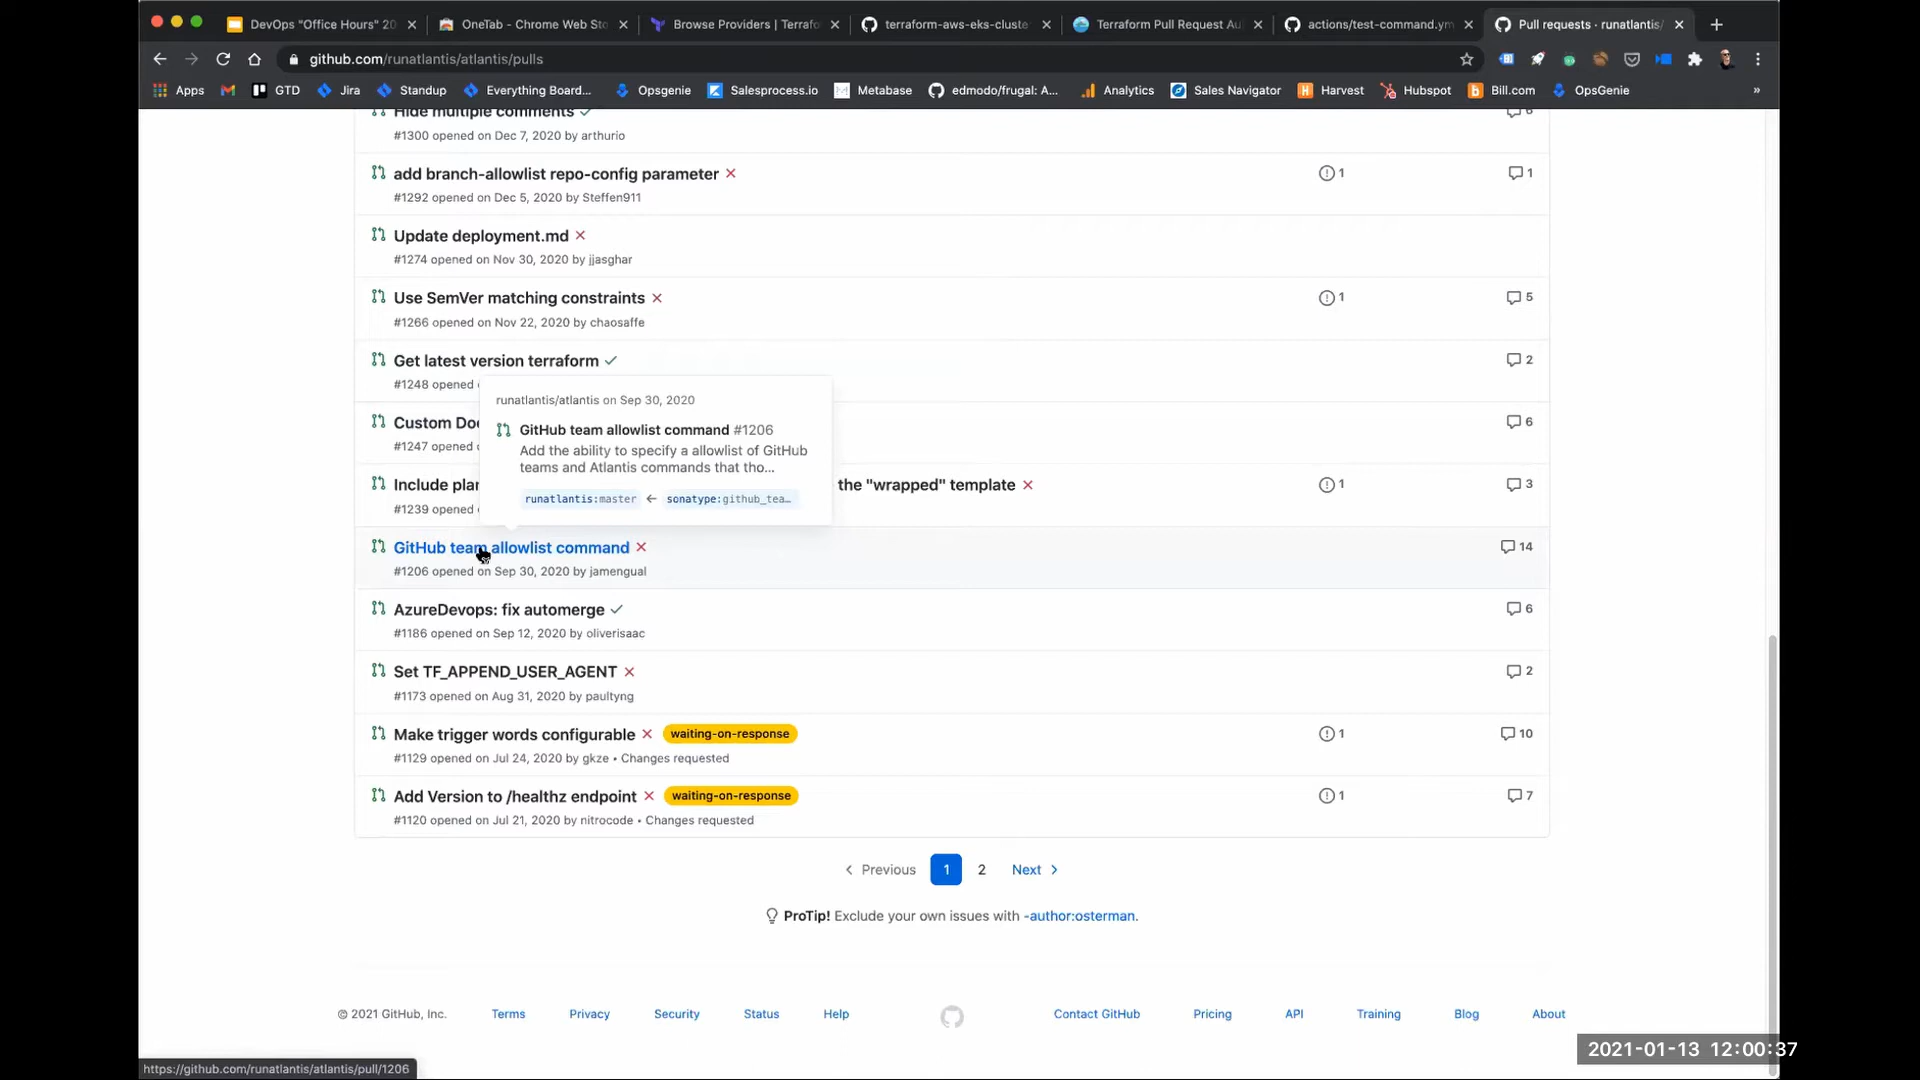 DevOps "Office Hours" 20
OneTab - Chrome Web Sto
Browse Providers | Terrafo
terraform-aws-eks-cluste
Terraform Pull Request Au
actions/test-command.ym
Pull requests · runatlantis/
github.com/runatlantis/atlantis/pulls
Apps GTD Jira Standup Everything Board... Opsgenie Salesprocess.io Metabase edmodo/frugal: A... Analytics Sales Navigator Harvest Hubspot Bill.com OpsGenie »
Hide multiple comments 6
#1300 opened on Dec 7, 2020 by arthurio
add branch-allowlist repo-config parameter 1 1
#1292 opened on Dec 5, 2020 by Steffen911
Update deployment.md
#1274 opened on Nov 30, 2020 by jjasghar
Use SemVer matching constraints 1 5
#1266 opened on Nov 22, 2020 by chaosaffe
Get latest version terraform 2
#1248 opened
runatlantis/atlantis on Sep 30, 2020
Custom Doc 6
GitHub team allowlist command #1206
#1247 opened
Add the ability to specify a allowlist of GitHub
teams and Atlantis commands that tho...
Include plan the "wrapped" template 1 3
runatlantis:master ← sonatype:github_tea…
#1239 opened
GitHub team allowlist command 14
#1206 opened on Sep 30, 2020 by jamengual
AzureDevops: fix automerge 6
#1186 opened on Sep 12, 2020 by oliverisaac
Set TF_APPEND_USER_AGENT 2
#1173 opened on Aug 31, 2020 by paultyng
Make trigger words configurable waiting-on-response 1 10
#1129 opened on Jul 24, 2020 by gkze • Changes requested
Add Version to /healthz endpoint waiting-on-response 1 7
#1120 opened on Jul 21, 2020 by nitrocode • Changes requested
Previous 1 2 Next
ProTip! Exclude your own issues with -author:osterman.
© 2021 GitHub, Inc. Terms Privacy Security Status Help Contact GitHub Pricing API Training Blog About
2021-01-13 12:00:37
https://github.com/runatlantis/atlantis/pull/1206